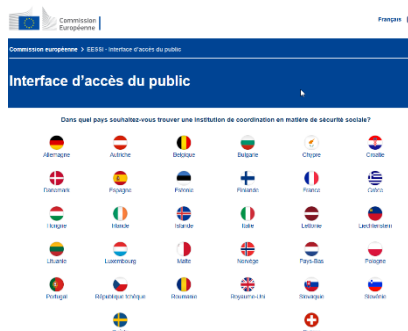 Commission
Européenne
Français
Commission européenne > EESSI - Interface d'accès du public
Interface d'accès du public
Dans quel pays souhaitez-vous trouver une institution de coordination en matière de sécurité sociale?
Allemagne Autriche Belgique Bulgarie Chypre Croatie
Danemark Espagne Estonie Finlande France Grèce
Hongrie Irlande Islande Italie Lettonie Liechtenstein
Lituanie Luxembourg Malte Norvège Pays-Bas Pologne
Portugal République tchèque Roumanie Royaume-Uni Slovaquie Slovénie